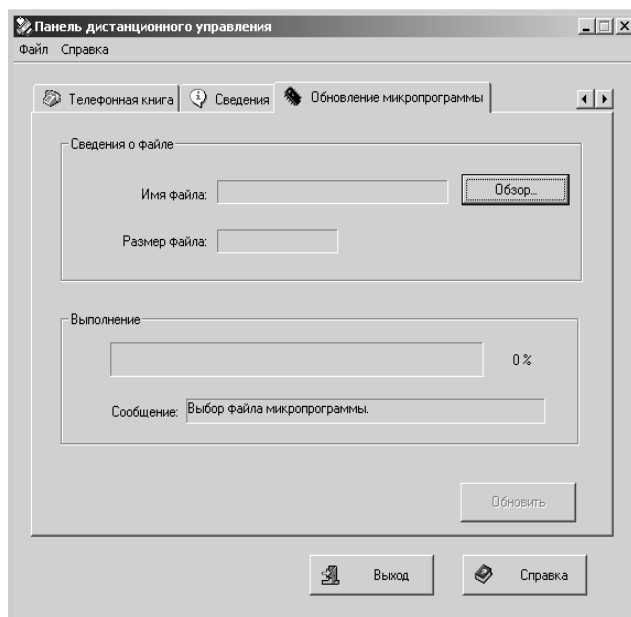 Панель дистанционного управления
Файл Справка
Телефонная книга Сведения Обновление микропрограммы
Сведения о файле
Имя файла: Обзор...
Размер файла:
Выполнение
0 %
Сообщение: Выбор файла микропрограммы.
Обновить
Выход Справка